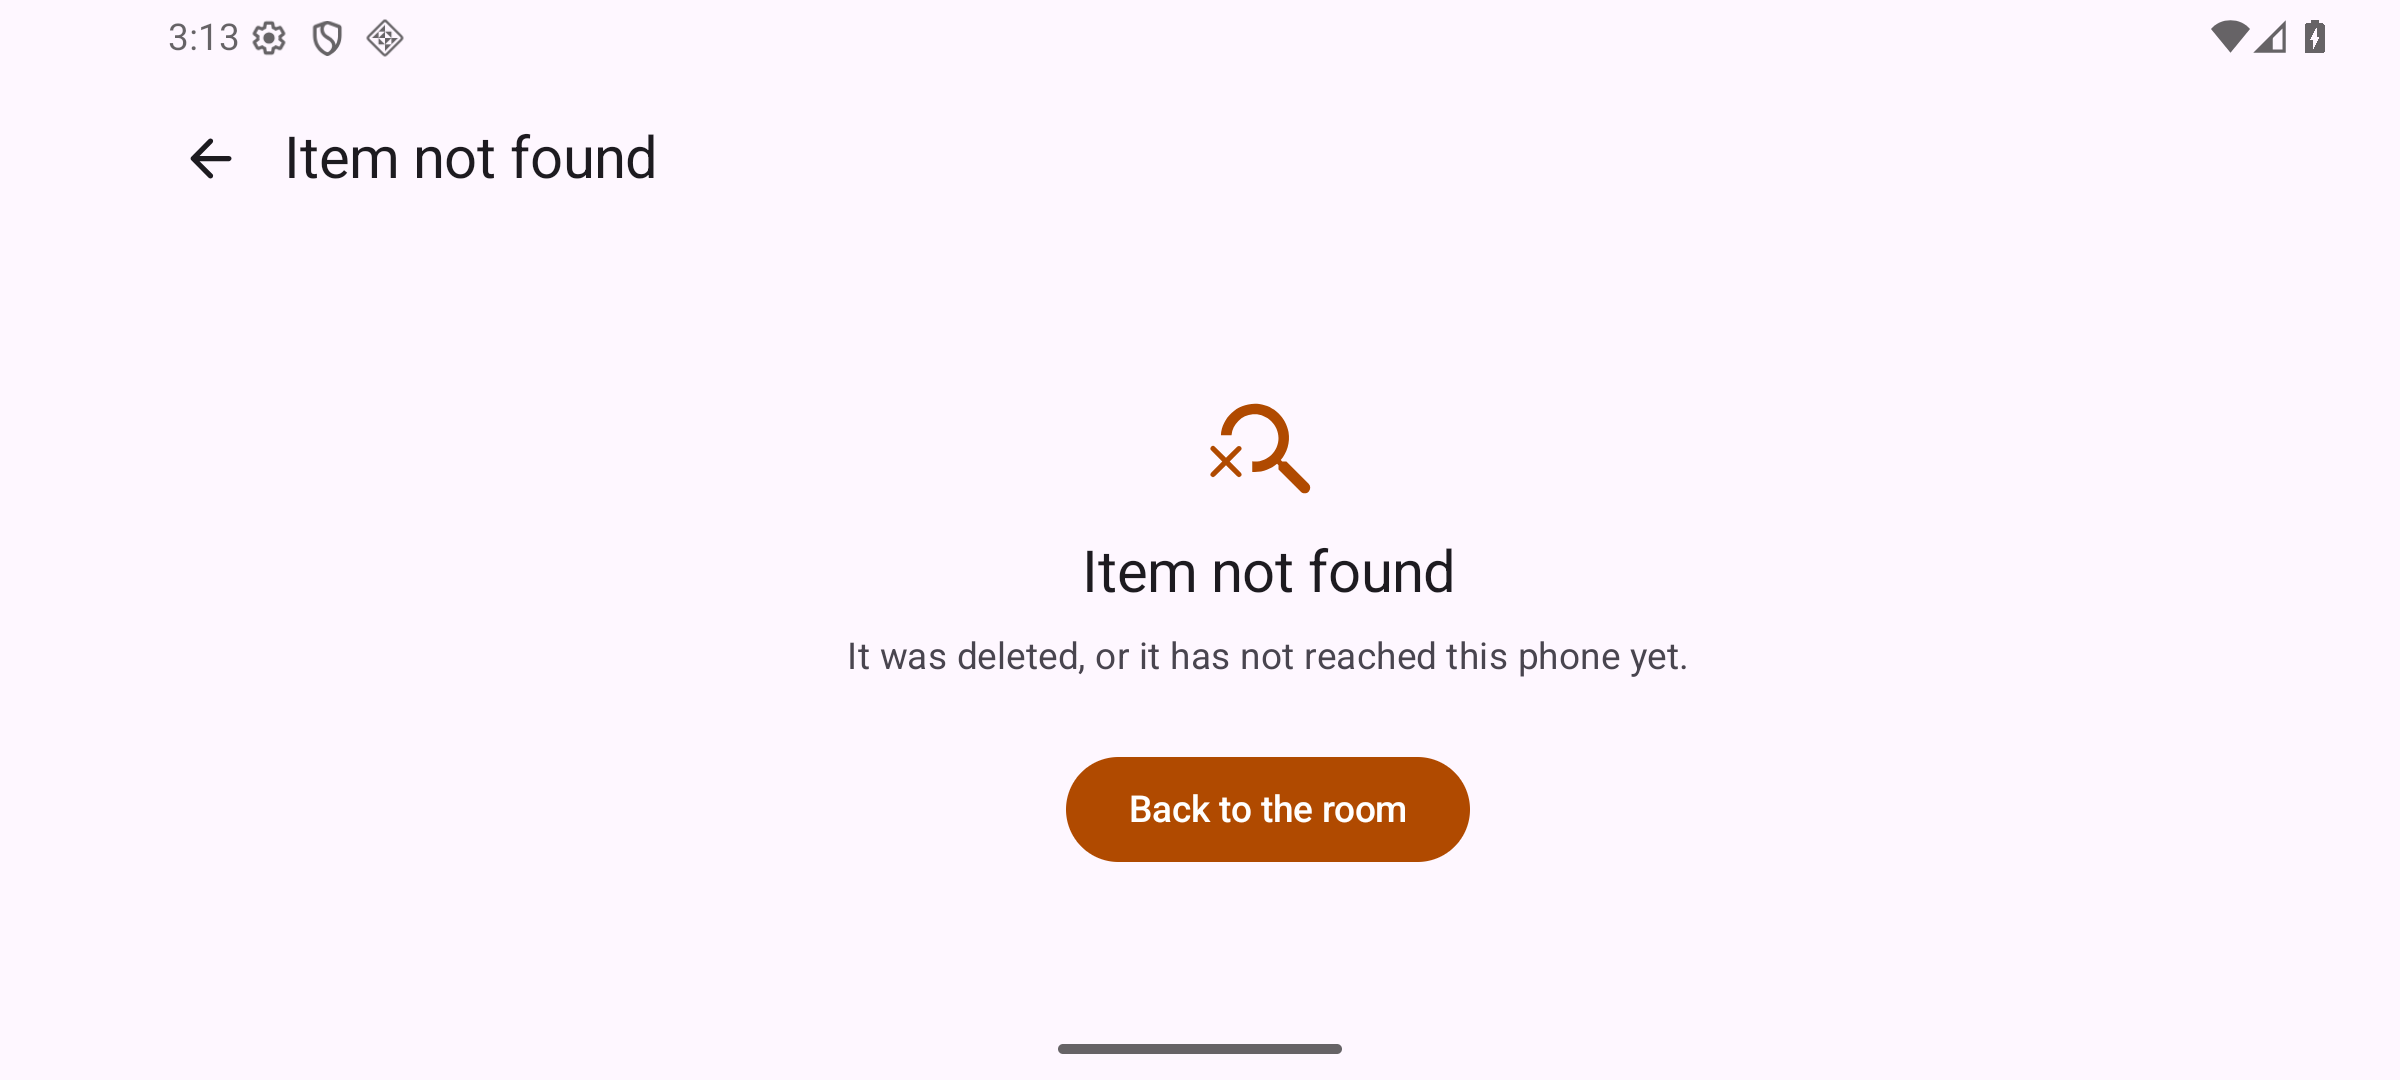 3:13
Item not found
Item not found
It was deleted, or it has not reached this phone yet.
Back to the room